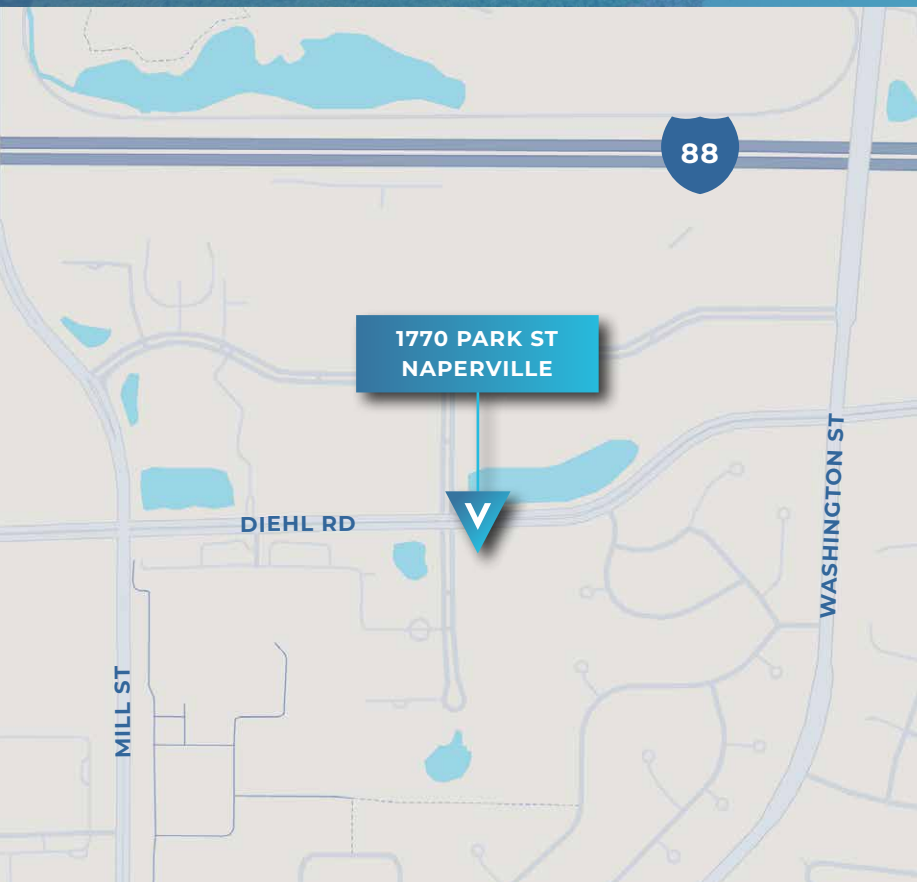 88
1770 PARK ST
NAPERVILLE
V
DIEHL RD
WASHINGTON ST
MILL ST